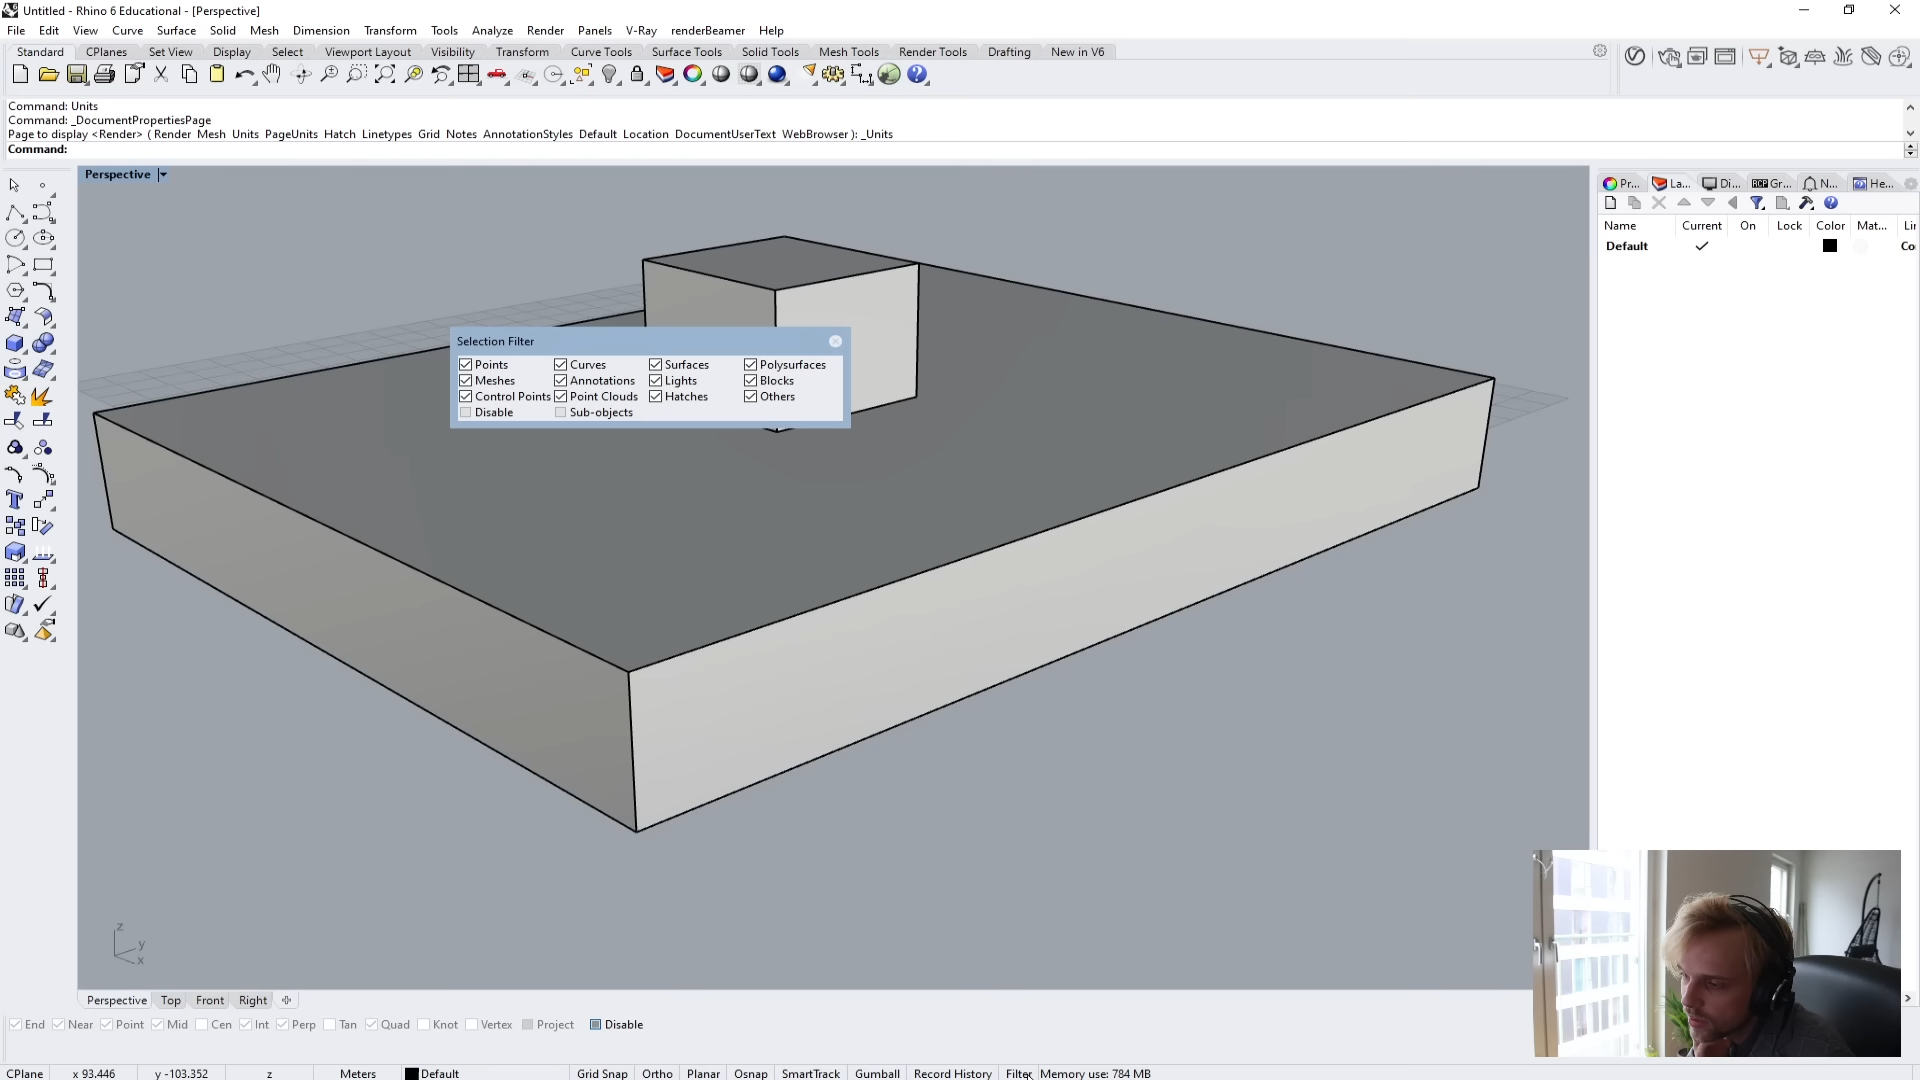 Untitled - Rhino 6 Educational - [Perspective]
File Edit View Curve Surface Solid Mesh Dimension Transform Tools Analyze Render Panels V-Ray renderBeamer Help
Standard CPlanes Set View Display Select Viewport Layout Visibility Transform Curve Tools Surface Tools Solid Tools Mesh Tools Render Tools Drafting New in V6
Command: Units
Command: _DocumentPropertiesPage
Page to display <Render> ( Render Mesh Units PageUnits Hatch Linetypes Grid Notes AnnotationStyles Default Location DocumentUserText WebBrowser ): _Units
Command:
Perspective
Pr... La... Di... Gr... N... He...
Name Current On Lock Color Mat... Li
Default Co
Selection Filter
Points Curves Surfaces Polysurfaces
Meshes Annotations Lights Blocks
Control Points Point Clouds Hatches Others
Disable Sub-objects
z
y
x
Perspective Top Front Right
End Near Point Mid Cen Int Perp Tan Quad Knot Vertex Project Disable
CPlane x 93.446 y -103.352 z Meters Default Grid Snap Ortho Planar Osnap SmartTrack Gumball Record History Filter Memory use: 784 MB